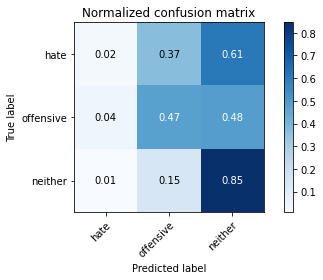 Normalized confusion matrix
True label
hate
0.02 0.37 0.61
offensive
0.04 0.47 0.48
neither
0.01 0.15 0.85
hate
offensive
neither
Predicted label
0.8
0.7
0.6
0.5
0.4
0.3
0.2
0.1